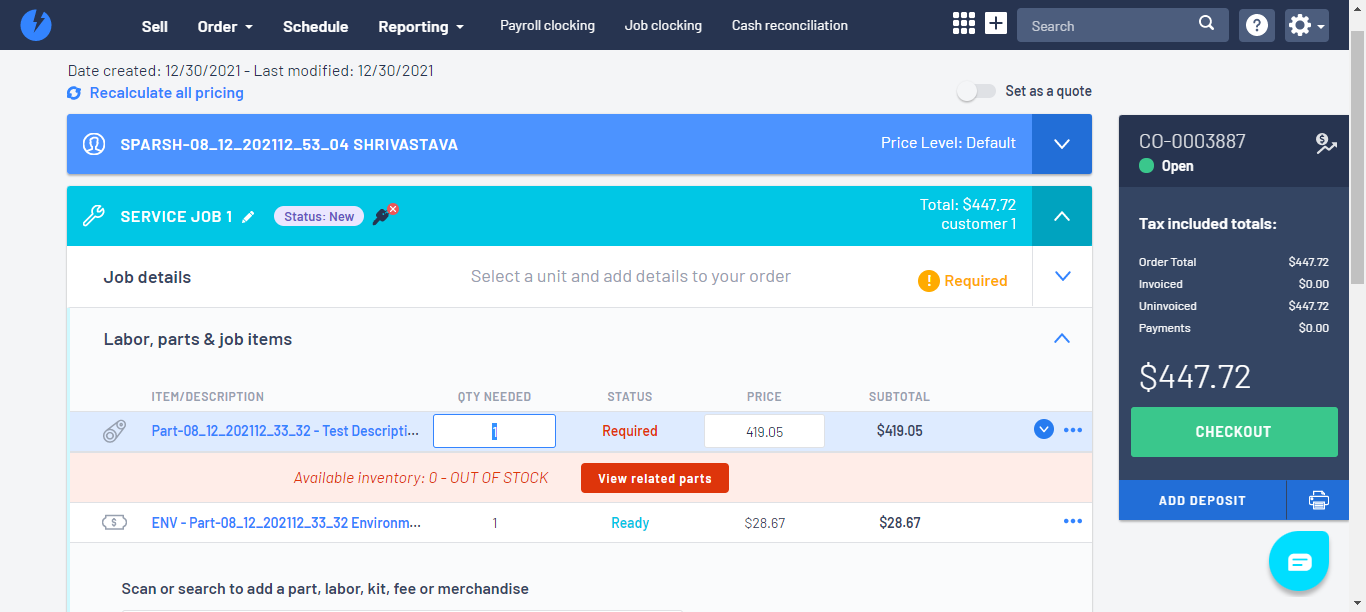 Sell
Order
Schedule
Reporting
Payroll clocking
Job clocking
Cash reconciliation
Search
Date created: 12/30/2021 - Last modified: 12/30/2021
Recalculate all pricing
Set as a quote
SPARSH-08_12_202112_53_04 SHRIVASTAVA
Price Level: Default
SERVICE JOB 1
Status: New
Total: $447.72
customer 1
Job details
Select a unit and add details to your order
Required
Labor, parts & job items
ITEM/DESCRIPTION QTY NEEDED STATUS PRICE SUBTOTAL
Part-08_12_202112_33_32 - Test Descripti... 1 Required 419.05 $419.05
Available inventory: 0 - OUT OF STOCK
View related parts
ENV - Part-08_12_202112_33_32 Environm... 1 Ready $28.67 $28.67
Scan or search to add a part, labor, kit, fee or merchandise
CO-0003887
Open
Tax included totals:
Order Total $447.72
Invoiced $0.00
Uninvoiced $447.72
Payments $0.00
$447.72
CHECKOUT
ADD DEPOSIT